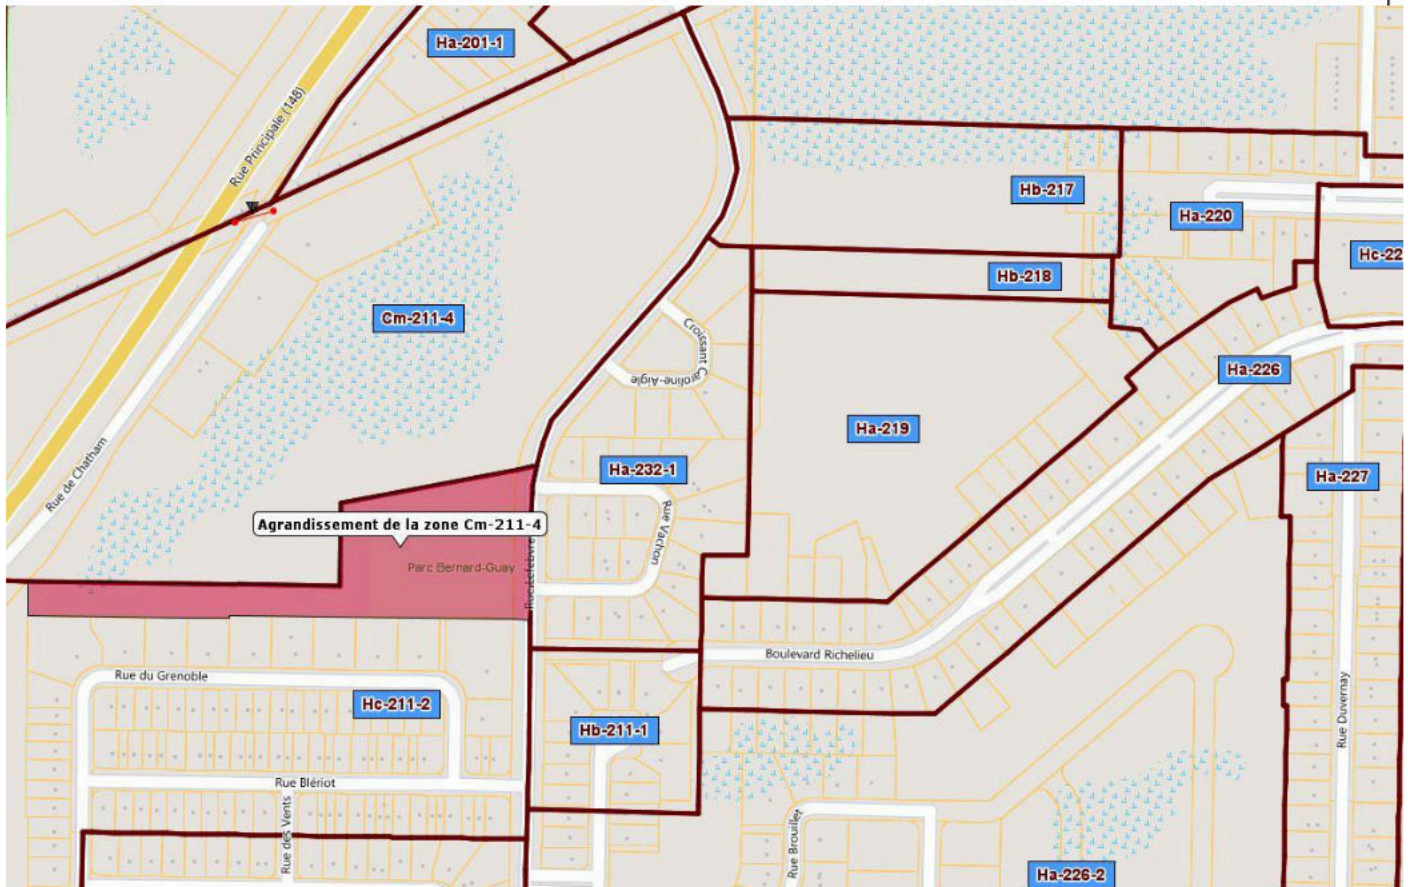 Ha-201-1
Rue Principale (148)
Hb-217
Ha-220
Hc-22
Hb-218
Cm-211-4
Croissant Caroline-Aigle
Ha-226
Ha-219
Rue de Chatham
Ha-232-1
Ha-227
Agrandissement de la zone Cm-211-4
Rue Vachon
Parc Bernard-Guay
Rue Lefebvre
Boulevard Richelieu
Rue du Grenoble
Hc-211-2
Hb-211-1
Rue Duvernay
Rue Blériot
Rue des Vents
Rue Brouillet
Ha-226-2